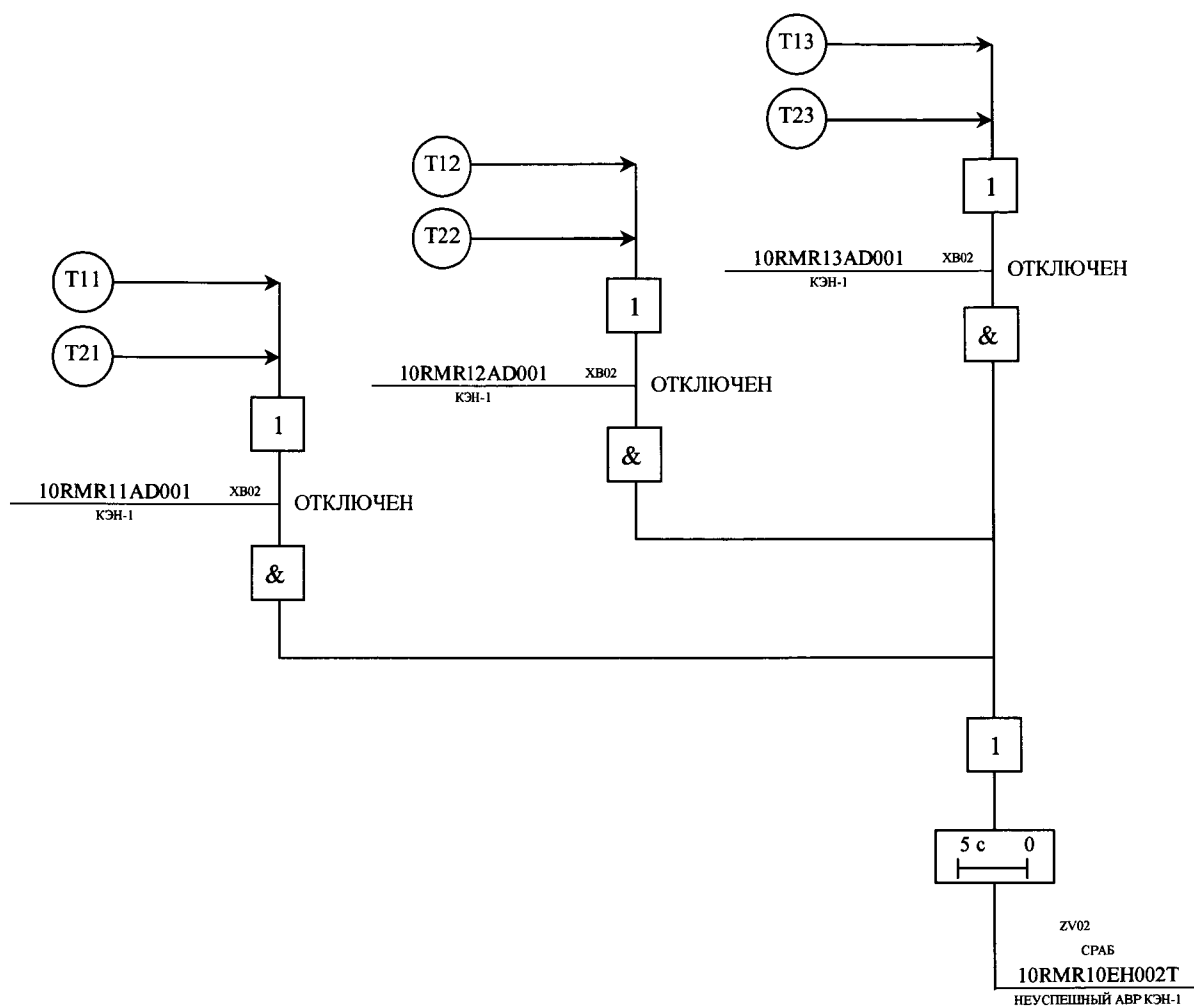 T13
T23
1
10RMR13AD001 XB02 ОТКЛЮЧЕН
КЭН-1
&
T12
T22
1
10RMR12AD001 XB02 ОТКЛЮЧЕН
КЭН-1
&
T11
T21
1
10RMR11AD001 XB02 ОТКЛЮЧЕН
КЭН-1
&
1
5 с 0
ZV02
СРАБ
10RMR10EH002T
НЕУСПЕШНЫЙ АВР КЭН-1